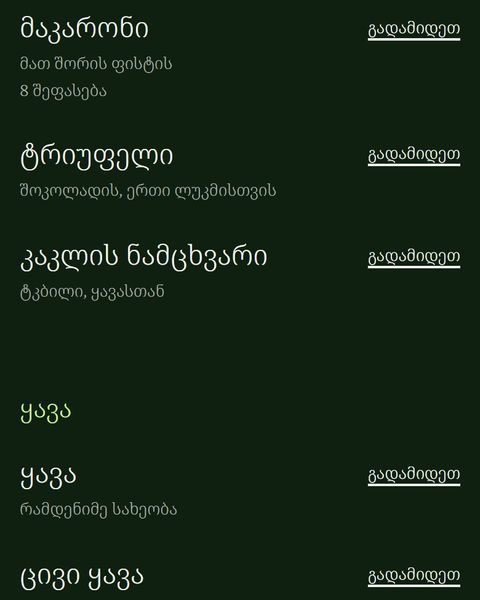 მაკარონი
გადამიდეთ
მათ შორის ფისტის
8 შეფასება
ტრიუფელი
გადამიდეთ
შოკოლადის, ერთი ლუკმისთვის
კაკლის ნამცხვარი
გადამიდეთ
ტკბილი, ყავასთან
ყავა
ყავა
გადამიდეთ
რამდენიმე სახეობა
ცივი ყავა
გადამიდეთ